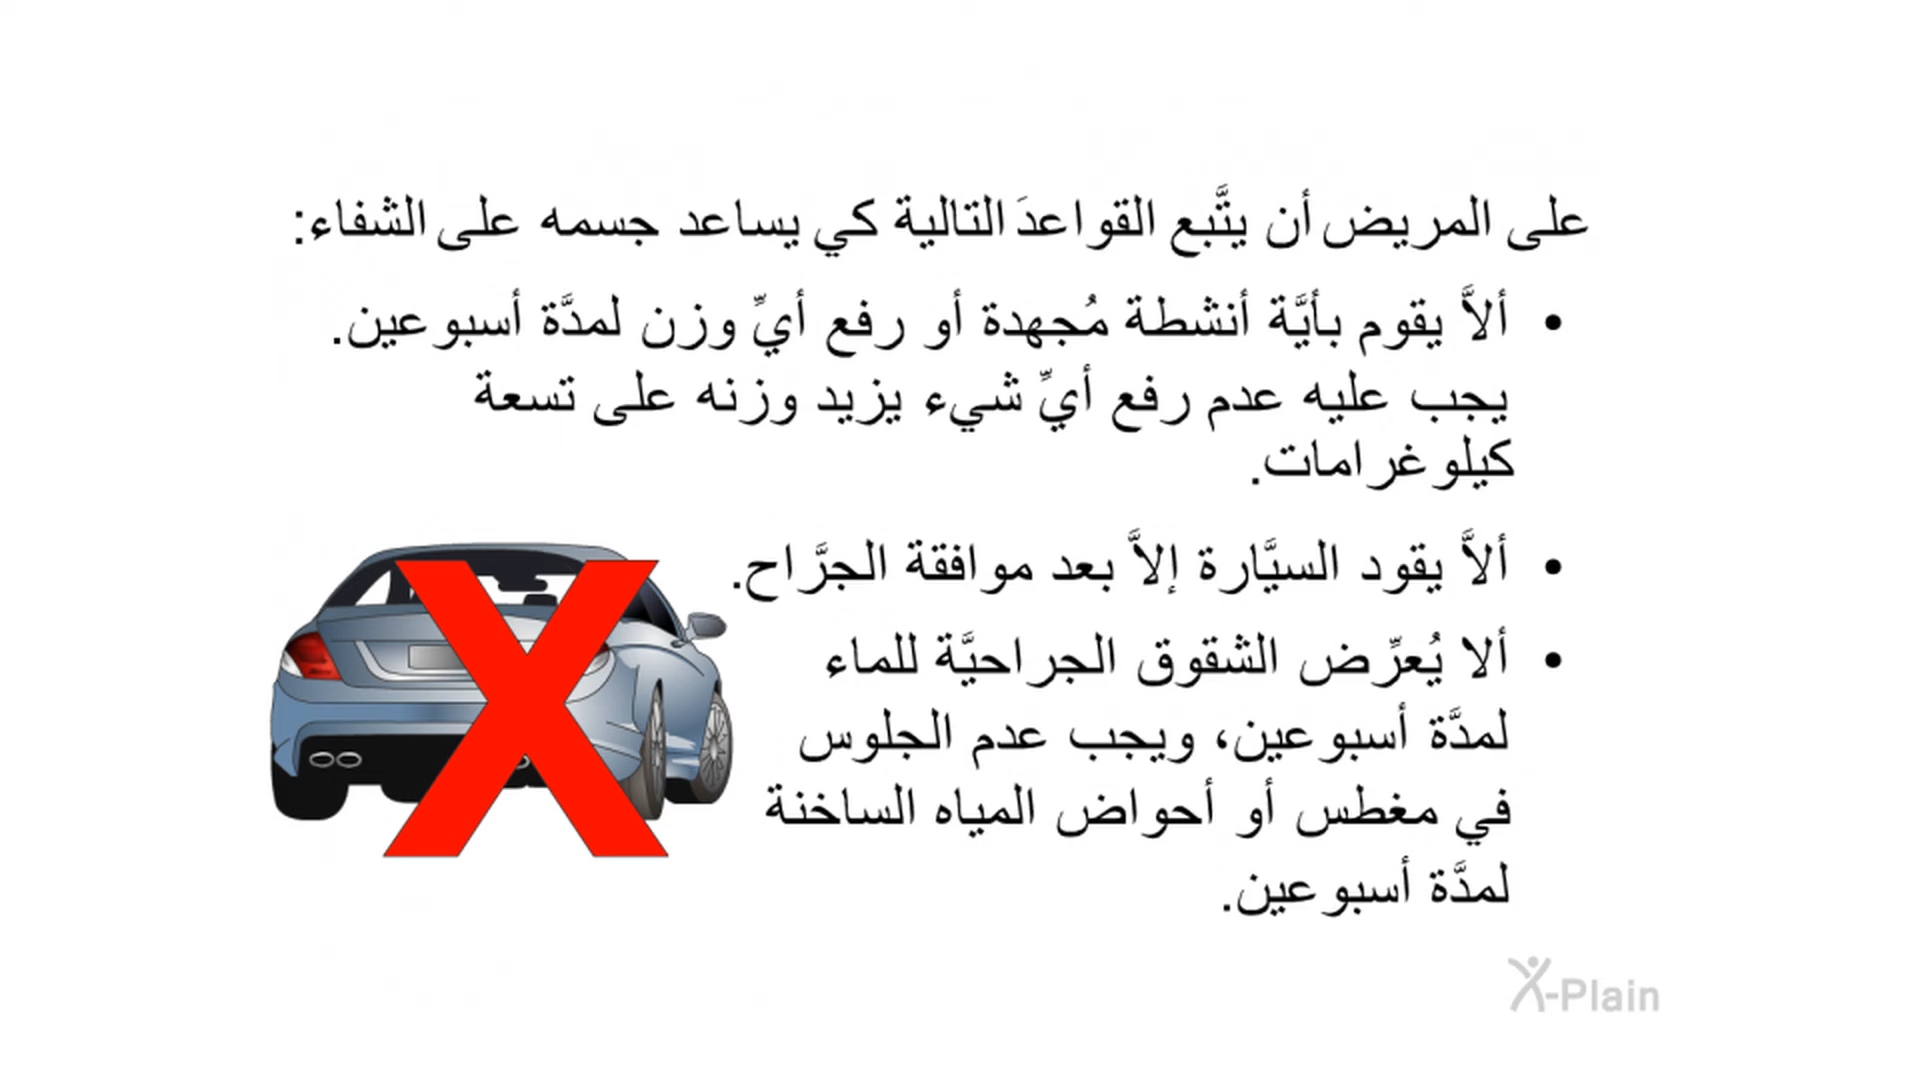 على المريض أن يتَّبع القواعدَ التالية كي يساعد جسمه على الشفاء:
• ألاَّ يقوم بأيَّة أنشطة مُجهدة أو رفع أيِّ وزن لمدَّة أسبوعين.
يجب عليه عدم رفع أيِّ شيء يزيد وزنه على تسعة
كيلوغرامات.
• ألاَّ يقود السيَّارة إلاَّ بعد موافقة الجرَّاح.
• ألا يُعرِّض الشقوق الجراحيَّة للماء
لمدَّة أسبوعين، ويجب عدم الجلوس
في مغطس أو أحواض المياه الساخنة
لمدَّة أسبوعين.
X-Plain